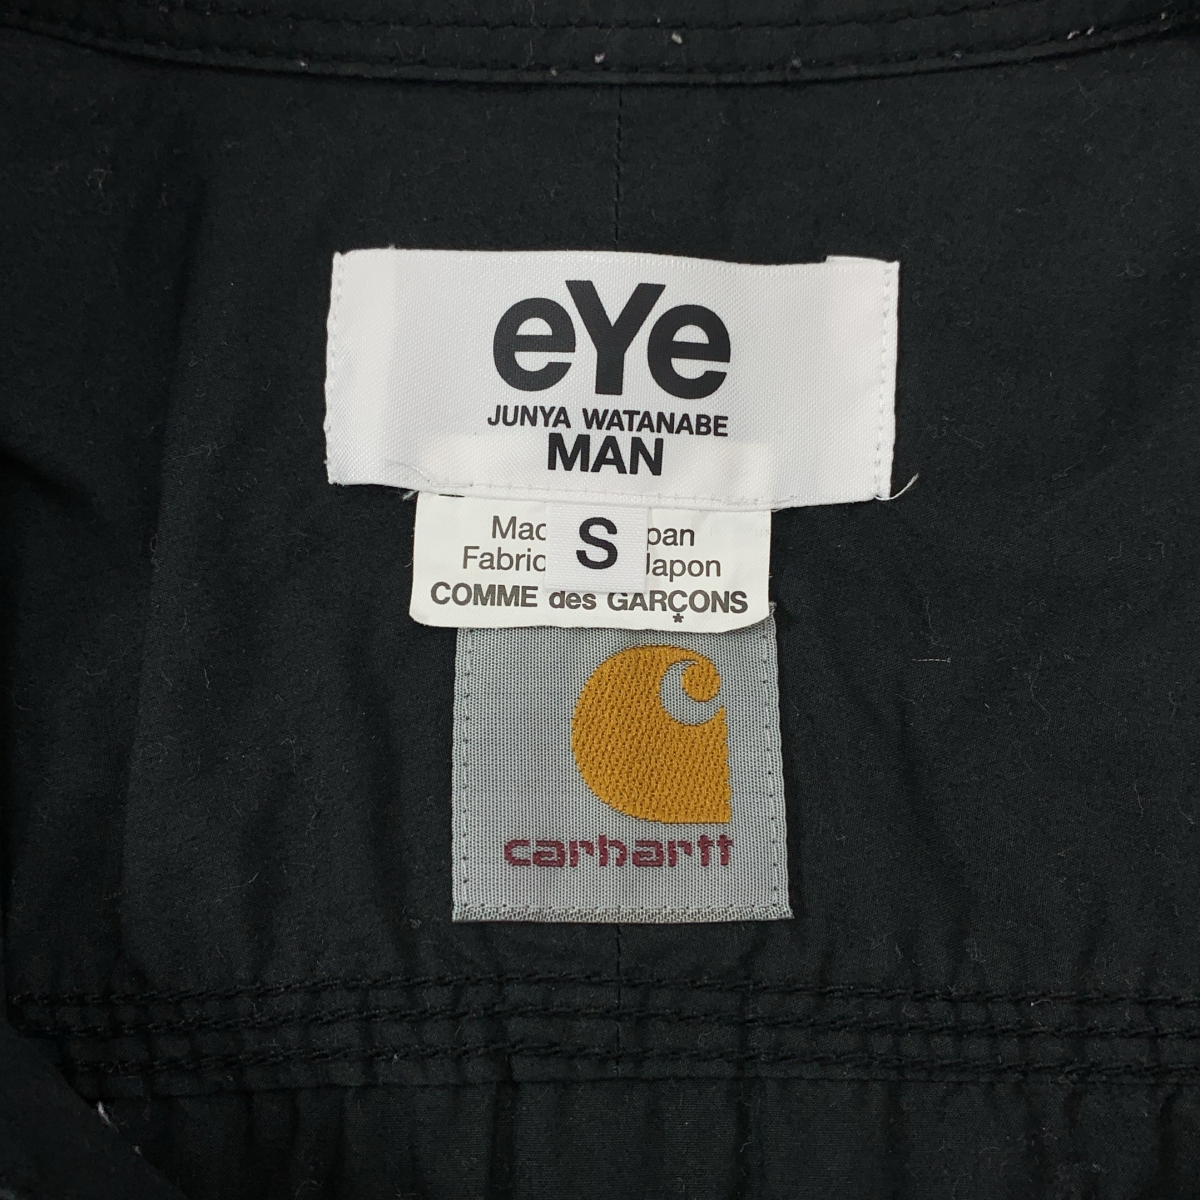 eYe
JUNYA WATANABE
MAN
S
COMME des GARÇONS
*
carhartt